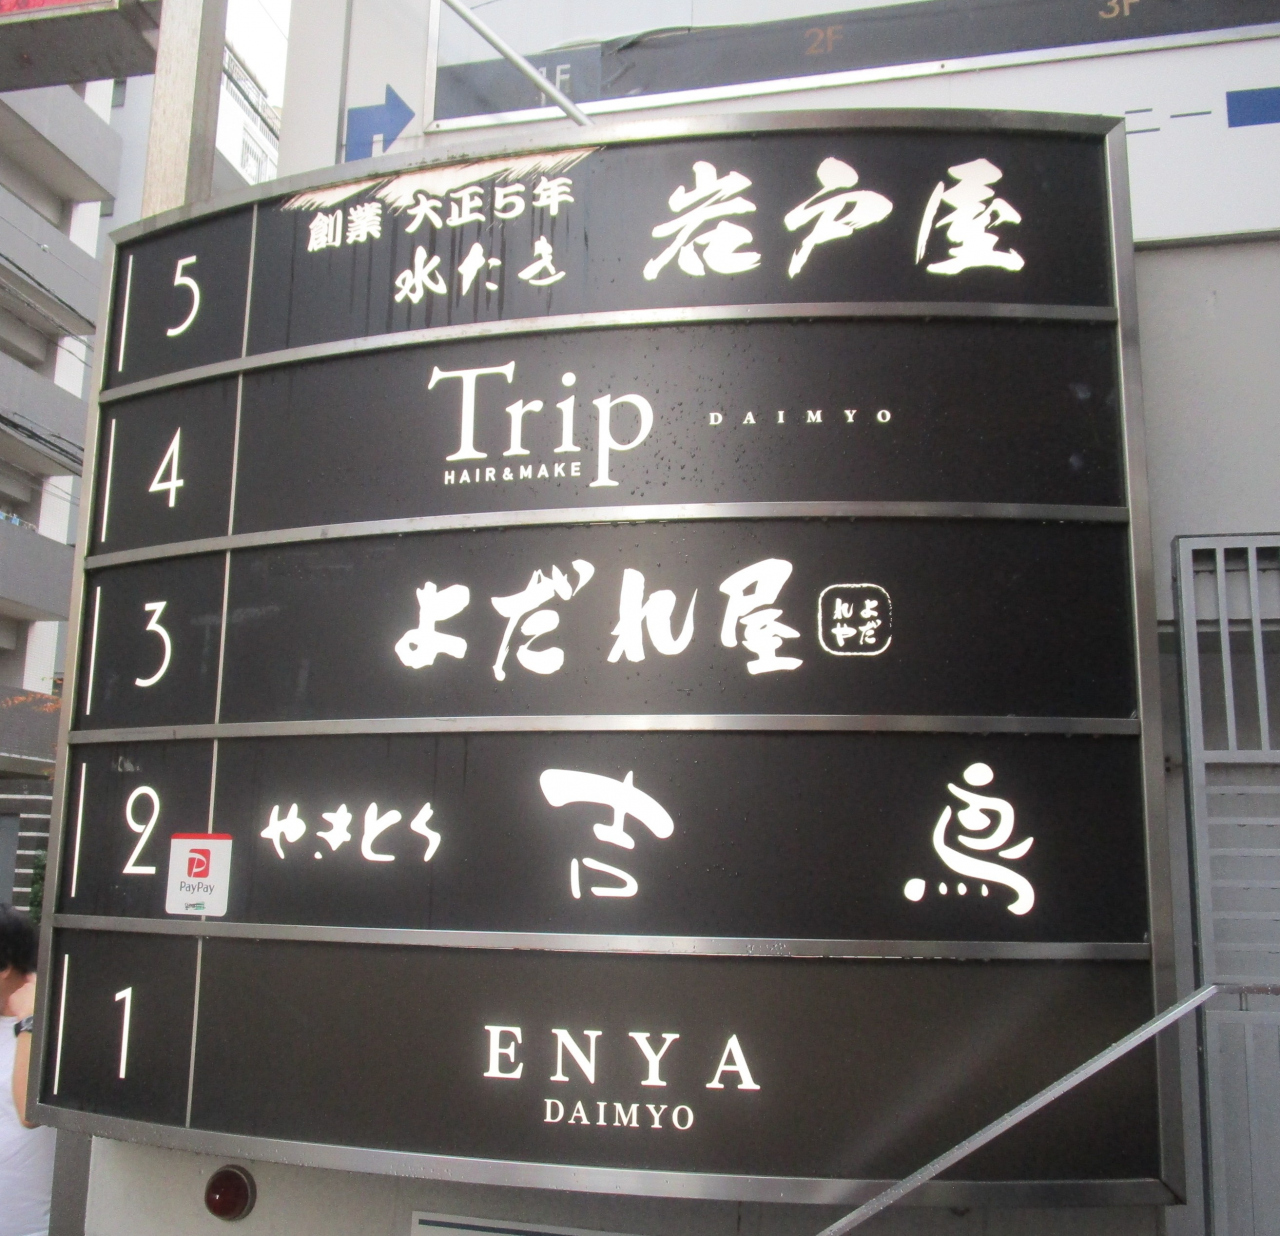 3F
2F
1F
5
創業 大正5年
水たき
岩戸屋
4
Trip
HAIR&MAKE
DAIMYO
3
よだれ屋
よだ
れや
2
PayPay
やきとり
吉鳥
1
ENYA
DAIMYO